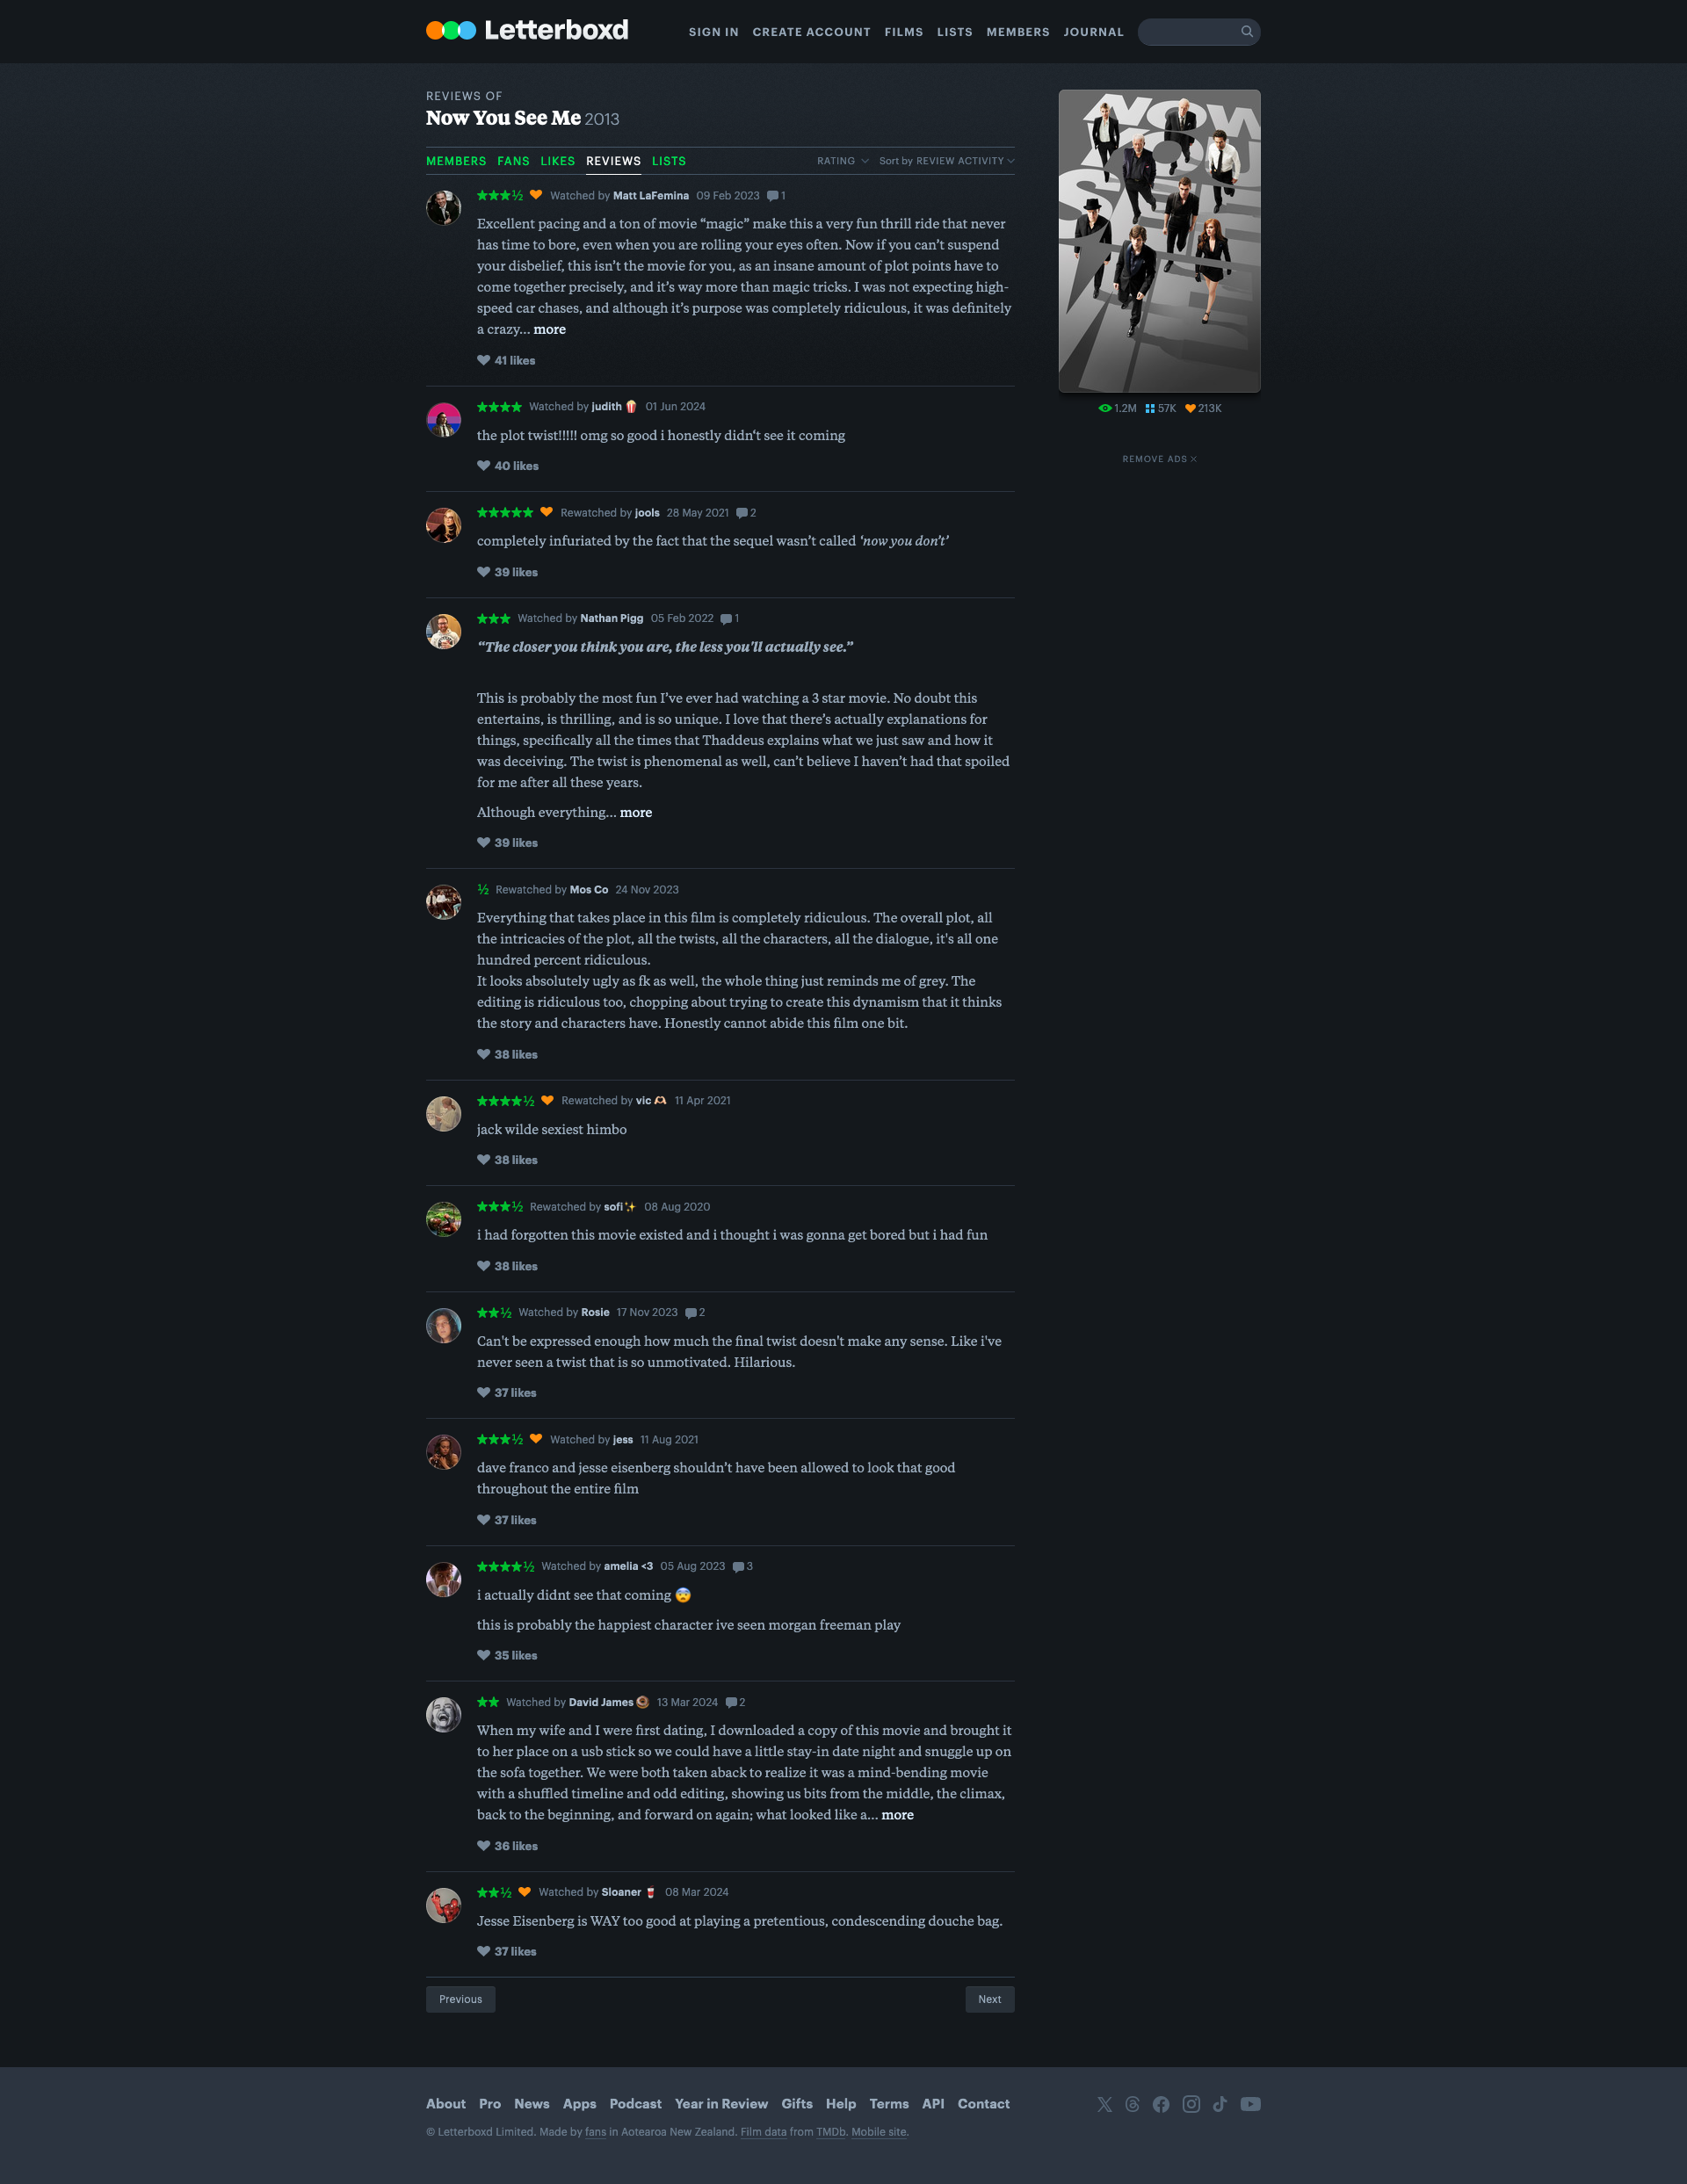 Letterboxd
SIGN IN CREATE ACCOUNT FILMS LISTS MEMBERS JOURNAL
REVIEWS OF
Now You See Me 2013
MEMBERS FANS LIKES REVIEWS LISTS RATING Sort by REVIEW ACTIVITY
★★★½ Watched by Matt LaFemina 09 Feb 2023 1
Excellent pacing and a ton of movie “magic” make this a very fun thrill ride that never
has time to bore, even when you are rolling your eyes often. Now if you can’t suspend
your disbelief, this isn’t the movie for you, as an insane amount of plot points have to
come together precisely, and it’s way more than magic tricks. I was not expecting high-
speed car chases, and although it’s purpose was completely ridiculous, it was definitely
a crazy… more
41 likes
★★★★ Watched by judith 🍿 01 Jun 2024
the plot twist!!!!! omg so good i honestly didn‘t see it coming
40 likes
★★★★★ Rewatched by jools 28 May 2021 2
completely infuriated by the fact that the sequel wasn’t called ‘now you don’t’
39 likes
★★★ Watched by Nathan Pigg 05 Feb 2022 1
“The closer you think you are, the less you’ll actually see.”
This is probably the most fun I’ve ever had watching a 3 star movie. No doubt this
entertains, is thrilling, and is so unique. I love that there’s actually explanations for
things, specifically all the times that Thaddeus explains what we just saw and how it
was deceiving. The twist is phenomenal as well, can’t believe I haven’t had that spoiled
for me after all these years.
Although everything… more
39 likes
½ Rewatched by Mos Co 24 Nov 2023
Everything that takes place in this film is completely ridiculous. The overall plot, all
the intricacies of the plot, all the twists, all the characters, all the dialogue, it's all one
hundred percent ridiculous.
It looks absolutely ugly as fk as well, the whole thing just reminds me of grey. The
editing is ridiculous too, chopping about trying to create this dynamism that it thinks
the story and characters have. Honestly cannot abide this film one bit.
38 likes
★★★★½ Rewatched by vic 🫶 11 Apr 2021
jack wilde sexiest himbo
38 likes
★★★½ Rewatched by sofi✨ 08 Aug 2020
i had forgotten this movie existed and i thought i was gonna get bored but i had fun
38 likes
★★½ Watched by Rosie 17 Nov 2023 2
Can't be expressed enough how much the final twist doesn't make any sense. Like i've
never seen a twist that is so unmotivated. Hilarious.
37 likes
★★★½ Watched by jess 11 Aug 2021
dave franco and jesse eisenberg shouldn’t have been allowed to look that good
throughout the entire film
37 likes
★★★★½ Watched by amelia <3 05 Aug 2023 3
i actually didnt see that coming 😨
this is probably the happiest character ive seen morgan freeman play
35 likes
★★ Watched by David James 13 Mar 2024 2
When my wife and I were first dating, I downloaded a copy of this movie and brought it
to her place on a usb stick so we could have a little stay-in date night and snuggle up on
the sofa together. We were both taken aback to realize it was a mind-bending movie
with a shuffled timeline and odd editing, showing us bits from the middle, the climax,
back to the beginning, and forward on again; what looked like a… more
36 likes
★★½ Watched by Sloaner 🥤 08 Mar 2024
Jesse Eisenberg is WAY too good at playing a pretentious, condescending douche bag.
37 likes
Previous Next
NOW YOU SEE ME
1.2M 57K 213K
REMOVE ADS
About Pro News Apps Podcast Year in Review Gifts Help Terms API Contact
© Letterboxd Limited. Made by fans in Aotearoa New Zealand. Film data from TMDb. Mobile site.